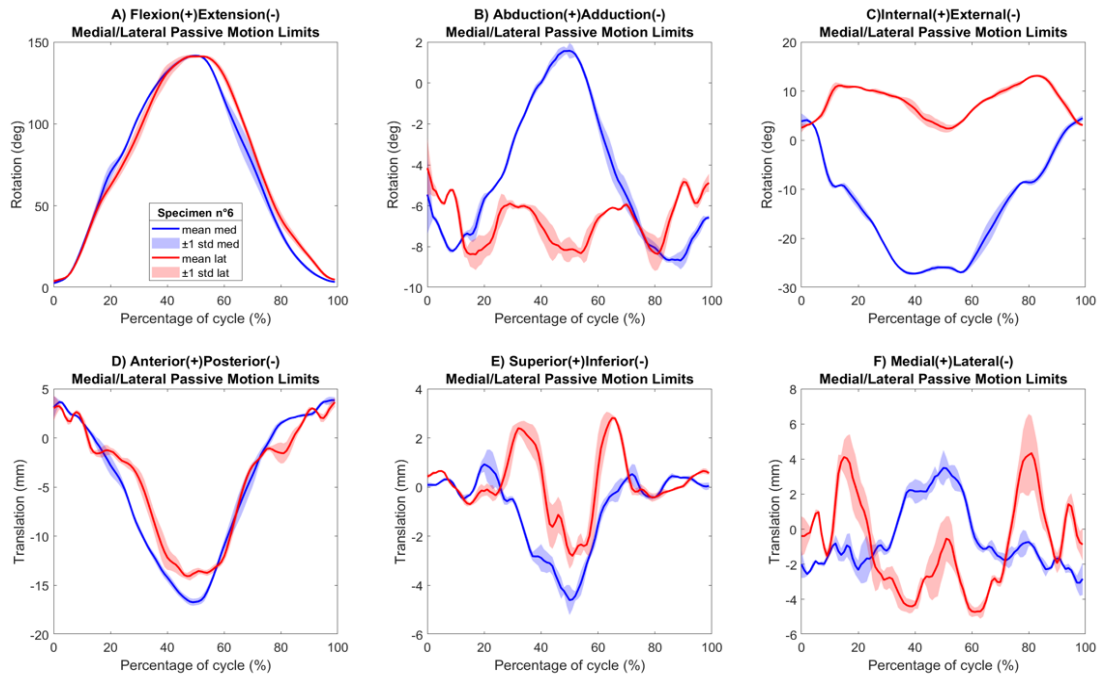 A) Flexion(+)Extension(-)
Medial/Lateral Passive Motion Limits
150
100
50
0
Rotation (deg)
0 20 40 60 80 100
Percentage of cycle (%)
Specimen n°6
mean med
±1 std med
mean lat
±1 std lat
B) Abduction(+)Adduction(-)
Medial/Lateral Passive Motion Limits
2
0
-2
-4
-6
-8
-10
Rotation (deg)
0 20 40 60 80 100
Percentage of cycle (%)
C)Internal(+)External(-)
Medial/Lateral Passive Motion Limits
20
10
0
-10
-20
-30
Rotation (deg)
0 20 40 60 80 100
Percentage of cycle (%)
D) Anterior(+)Posterior(-)
Medial/Lateral Passive Motion Limits
5
0
-5
-10
-15
-20
Translation (mm)
0 20 40 60 80 100
Percentage of cycle (%)
E) Superior(+)Inferior(-)
Medial/Lateral Passive Motion Limits
4
2
0
-2
-4
-6
Translation (mm)
0 20 40 60 80 100
Percentage of cycle (%)
F) Medial(+)Lateral(-)
Medial/Lateral Passive Motion Limits
8
6
4
2
0
-2
-4
-6
Translation (mm)
0 20 40 60 80 100
Percentage of cycle (%)